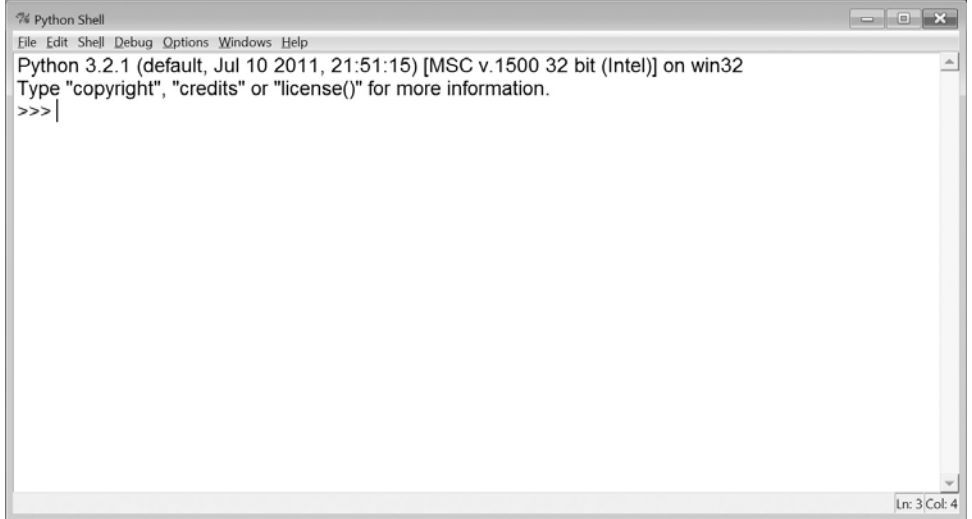 Python Shell
File Edit Shell Debug Options Windows Help
Python 3.2.1 (default, Jul 10 2011, 21:51:15) [MSC v.1500 32 bit (Intel)] on win32
Type "copyright", "credits" or "license()" for more information.
>>>
Ln: 3 Col: 4